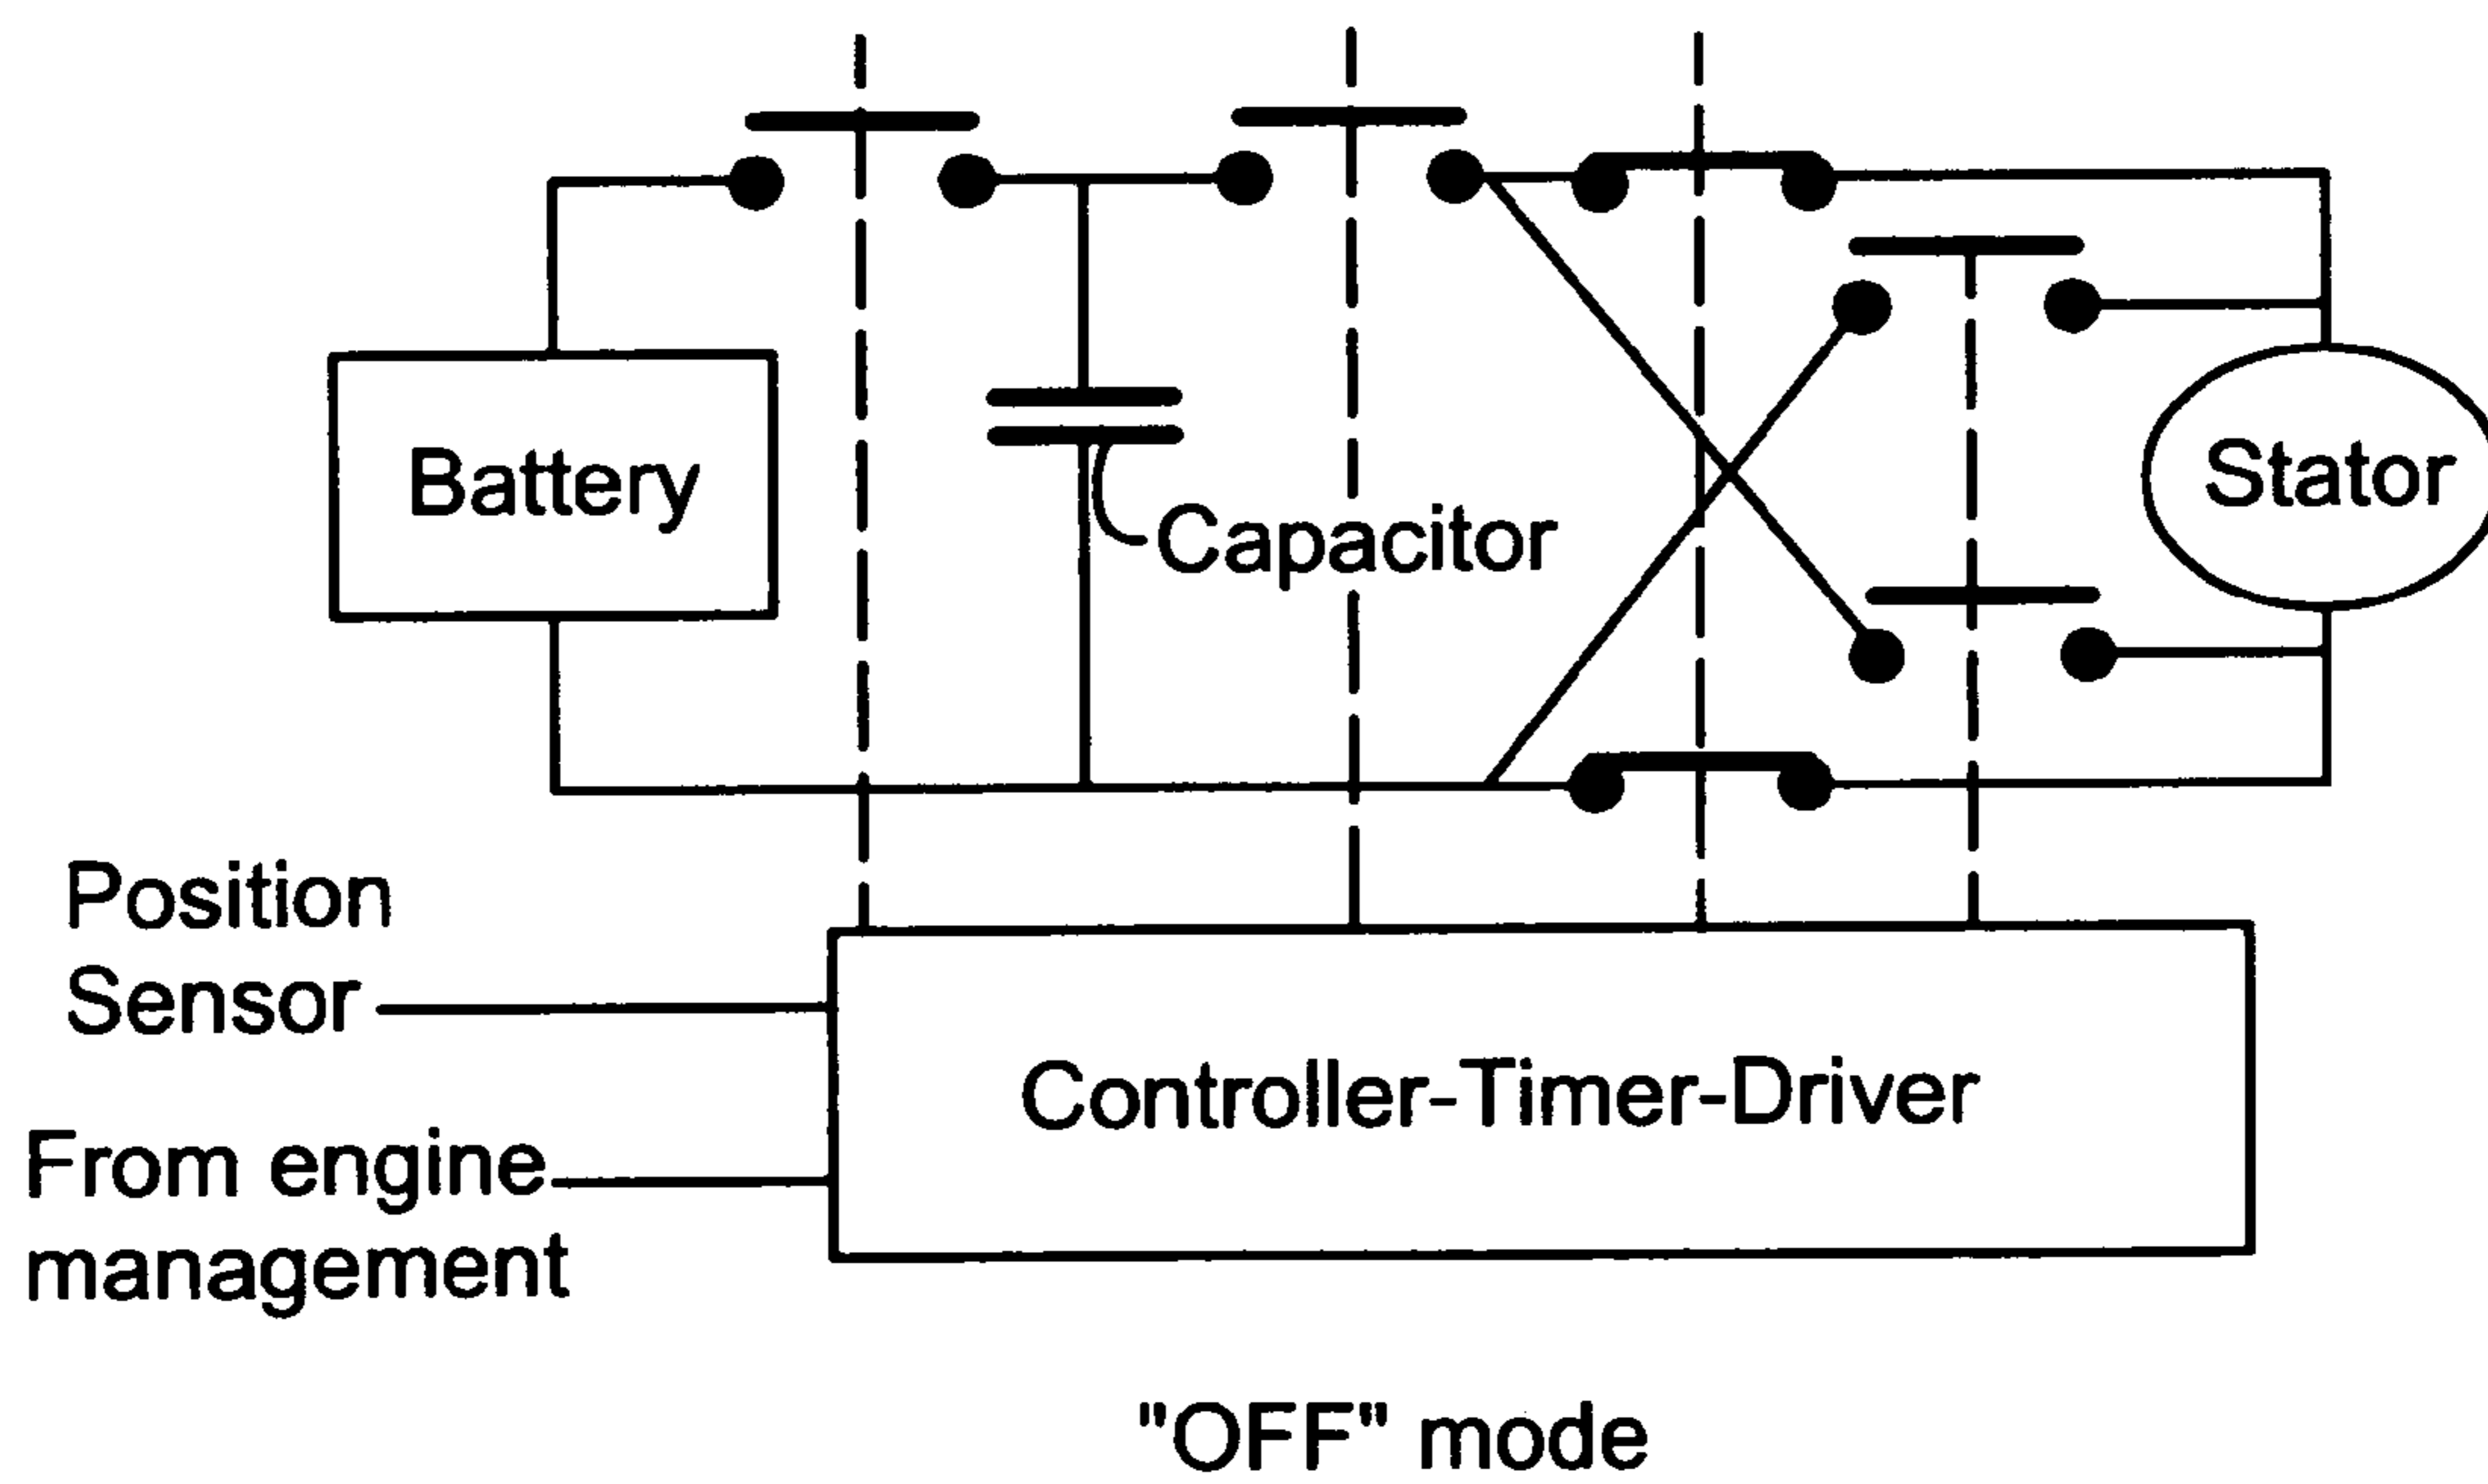 Battery
Capacitor
Stator
Position
Sensor
Controller-Timer-Driver
From engine
management
"OFF" mode